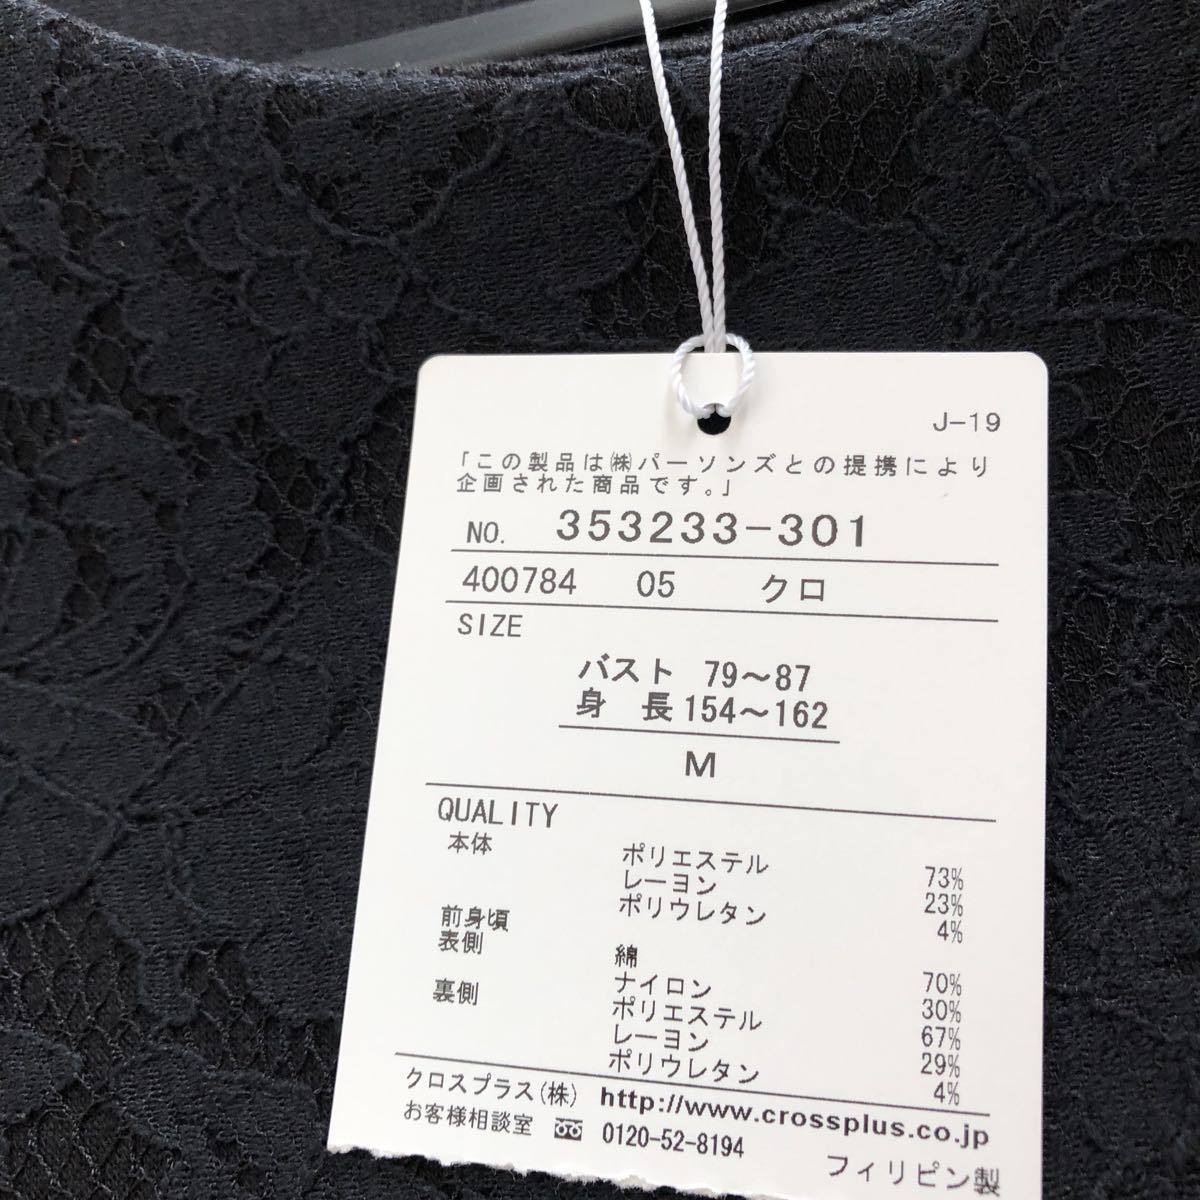 J-19
「この製品は㈱パーソンズとの提携により
企画された商品です。」
NO. 353233-301
400784 05 クロ
SIZE
バスト 79～87
身 長 154～162
M
QUALITY
本体 ポリエステル 73%
レーヨン 23%
ポリウレタン 4%
前身頃
表側 綿 70%
ナイロン 30%
裏側 ポリエステル 67%
レーヨン 29%
ポリウレタン 4%
クロスプラス(株) http://www.crossplus.co.jp
お客様相談室 0120-52-8194
フィリピン製